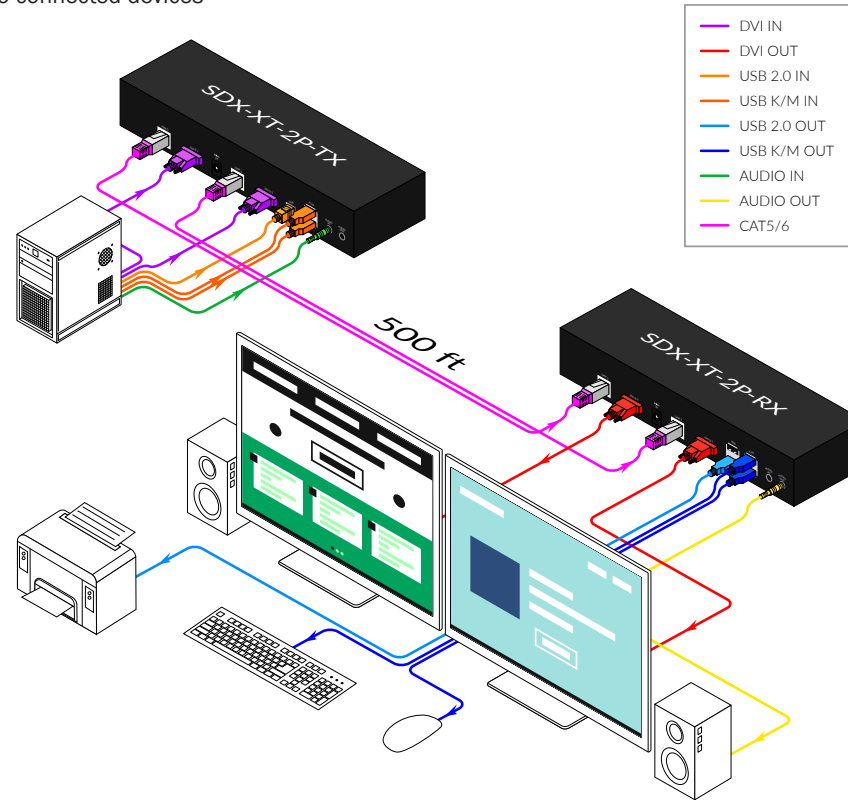 connected devices
DVI IN
DVI OUT
USB 2.0 IN
USB K/M IN
USB 2.0 OUT
USB K/M OUT
AUDIO IN
AUDIO OUT
CAT5/6
SDX-XT-2P-TX
500 ft
SDX-XT-2P-RX